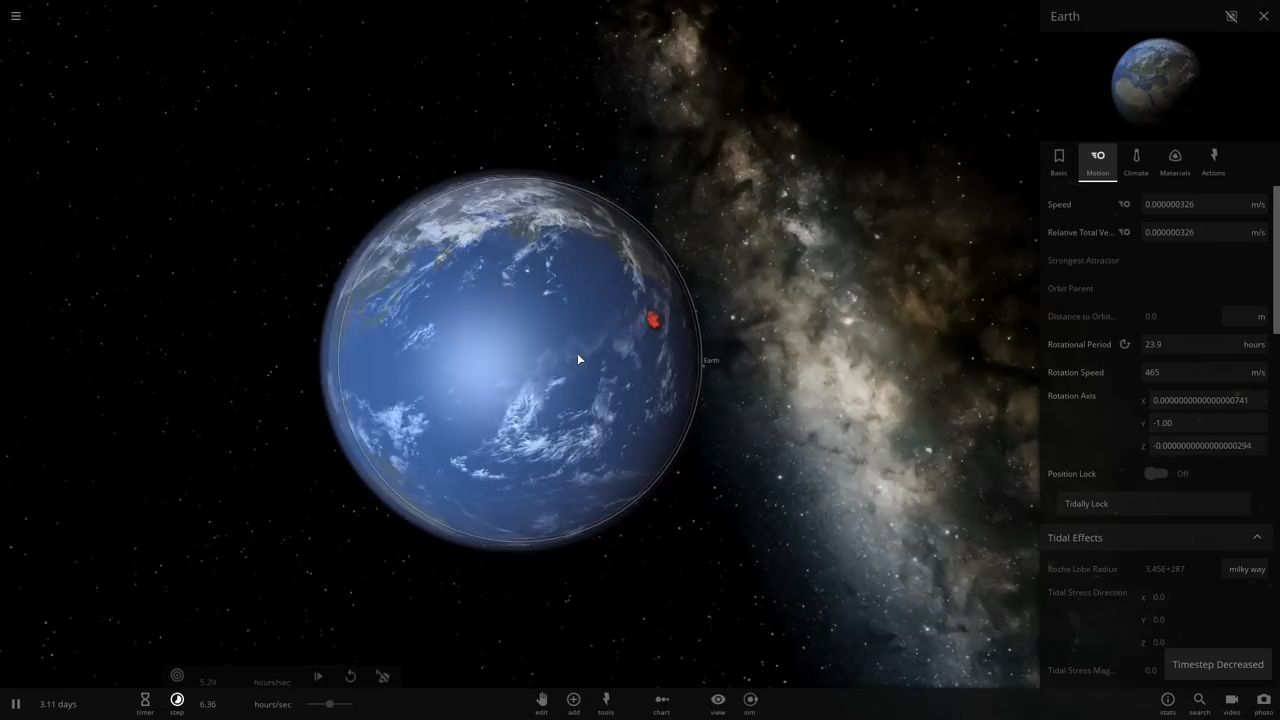 Earth
Basic
Motion
Climate
Materials
Actions
Speed 0.000000326 m/s
Relative Total Ve... 0.000000326 m/s
Strongest Attractor
Orbit Parent
Distance to Orbit... 0.0 m
Rotational Period 23.9 hours
Earth
Rotation Speed 465 m/s
Rotation Axis X 0.0000000000000000741
Y -1.00
Z -0.0000000000000000294
Position Lock Off
Tidally Lock
Tidal Effects
Roche Lobe Radius 3.45E+287 milky way
Tidal Stress Direction X 0.0
Y 0.0
Z 0.0
Tidal Stress Mag... 0.0
Timestep Decreased
5.29 hours/sec
3.11 days
timer
step
6.36 hours/sec
edit
add
tools
chart
view
sim
stats
search
video
photo